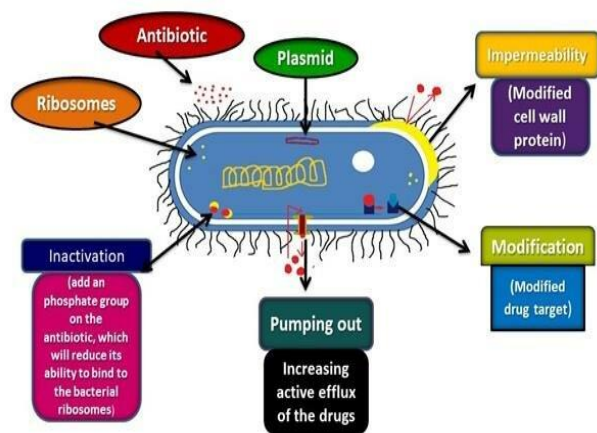 Antibiotic
Plasmid
Ribosomes
Impermeability
(Modified
cell wall
protein)
Inactivation
(add an
phosphate group
on the
antibiotic, which
will reduce its
ability to bind to
the bacterial
ribosomes)
Pumping out
Increasing
active efflux
of the drugs
Modification
(Modified
drug target)